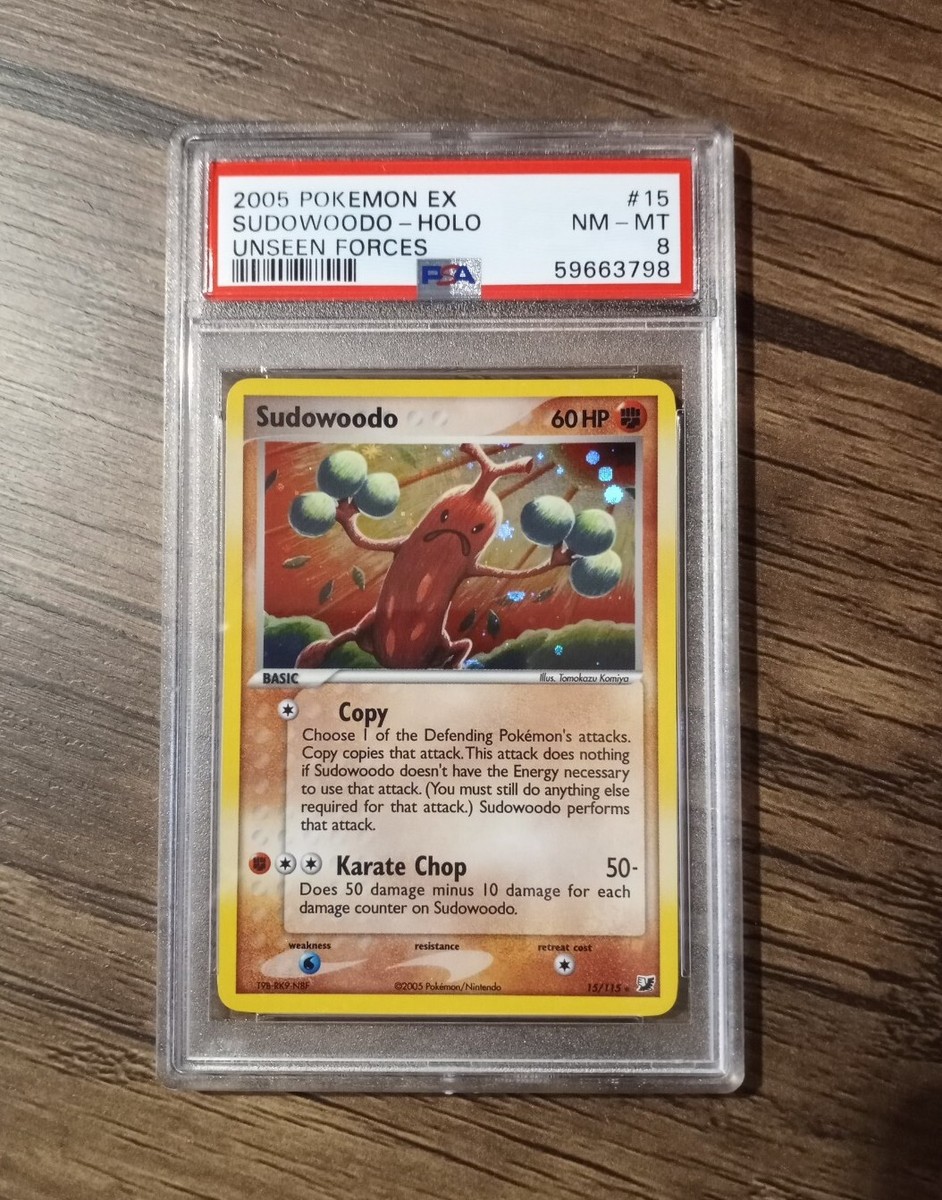 2005 POKEMON EX #15
SUDOWOODO - HOLO NM - MT
UNSEEN FORCES 8
PSA 59663798
Sudowoodo 60 HP
BASIC Illus. Tomokazu Komiya
Copy
Choose 1 of the Defending Pokémon's attacks.
Copy copies that attack. This attack does nothing
if Sudowoodo doesn't have the Energy necessary
to use that attack. (You must still do anything else
required for that attack.) Sudowoodo performs
that attack.
Karate Chop 50-
Does 50 damage minus 10 damage for each
damage counter on Sudowoodo.
weakness resistance retreat cost
T9B-RK9-NBF ©2005 Pokémon/Nintendo 15/115